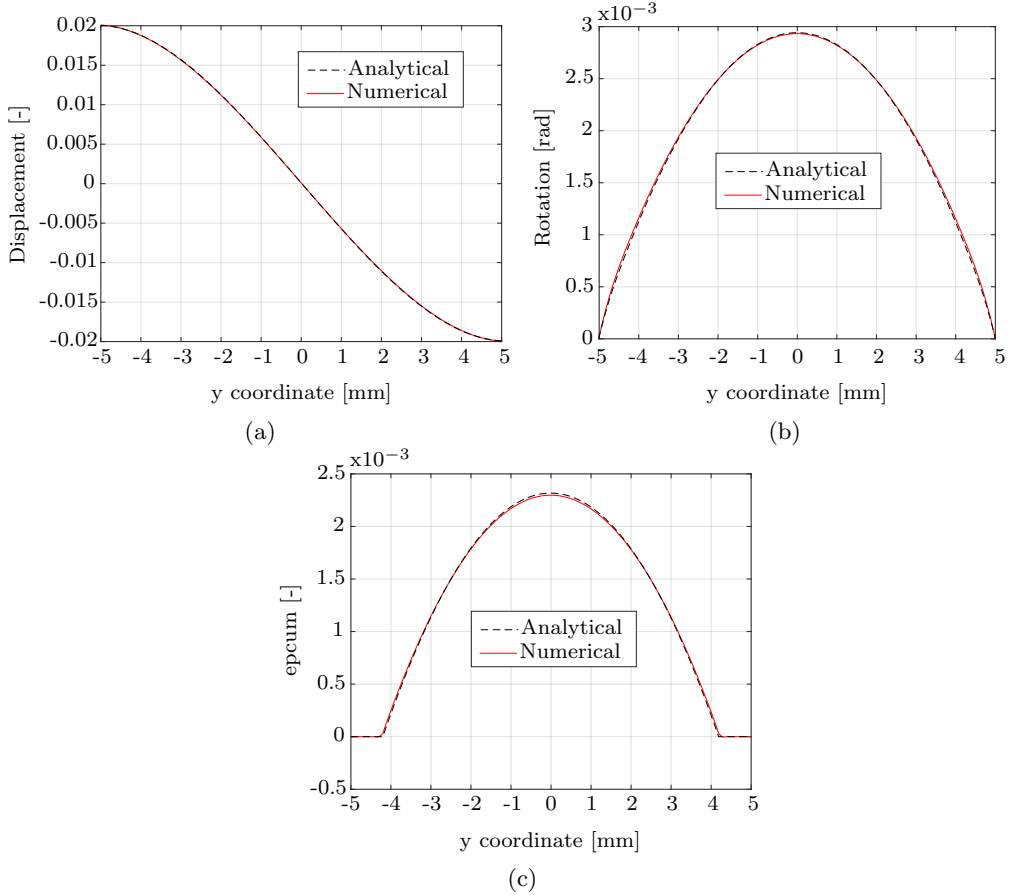 0.02
0.015
0.01
0.005
0
-0.005
-0.01
-0.015
-0.02
Displacement [-]
Analytical
Numerical
-5 -4 -3 -2 -1 0 1 2 3 4 5
y coordinate [mm]
(a)
x10⁻³
3
2.5
2
1.5
1
0.5
0
Rotation [rad]
Analytical
Numerical
-5 -4 -3 -2 -1 0 1 2 3 4 5
y coordinate [mm]
(b)
x10⁻³
2.5
2
1.5
1
0.5
0
-0.5
epcum [-]
Analytical
Numerical
-5 -4 -3 -2 -1 0 1 2 3 4 5
y coordinate [mm]
(c)